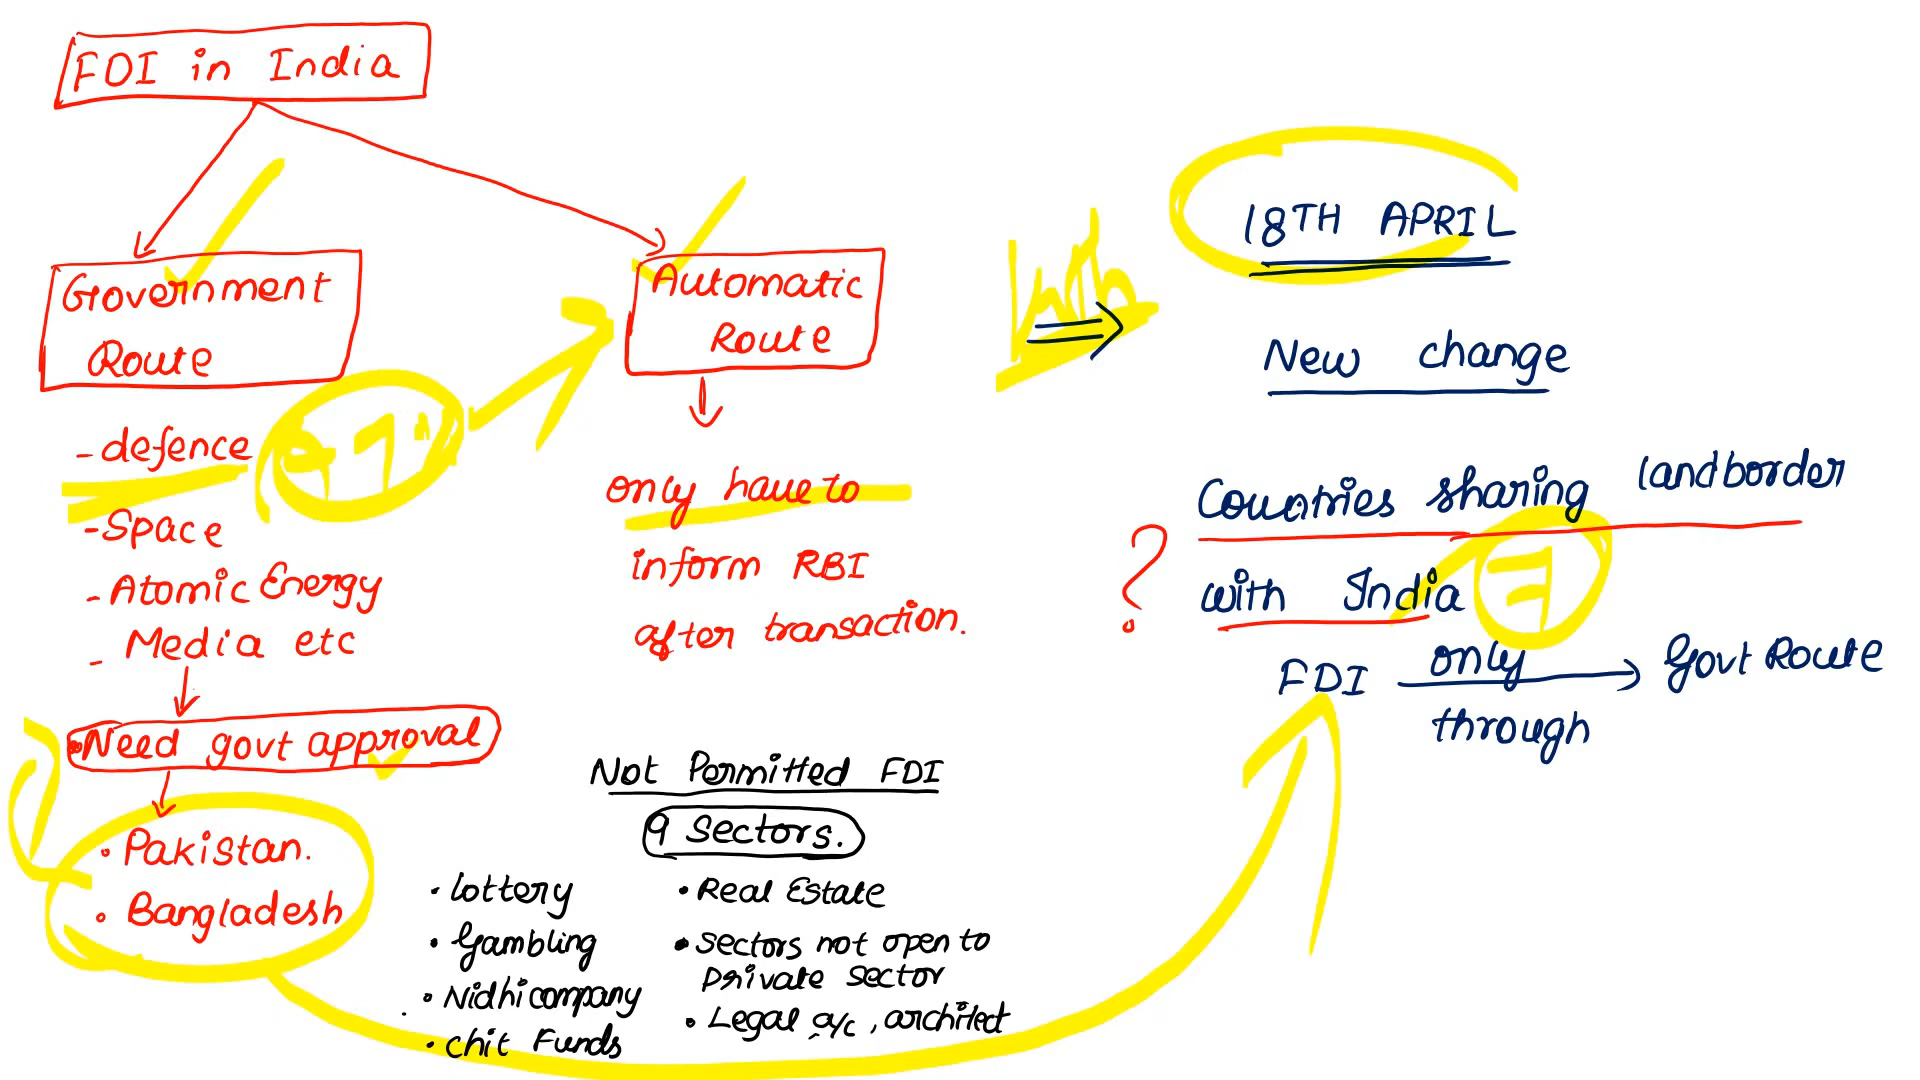 FDI in India
Government
Route
- defence
- Space
- Atomic Energy
- Media etc
Need govt approval
• Pakistan.
• Bangladesh
7
Automatic
Route
only have to
inform RBI
after transaction.
Not Permitted FDI
9 Sectors.
• lottery
• Gambling
• Nidhi company
• chit Funds
• Real Estate
• sectors not open to
private sector
• Legal a/c, architect
18TH APRIL
New change
Countries sharing landborder
? with India 7
FDI only through → Govt Route